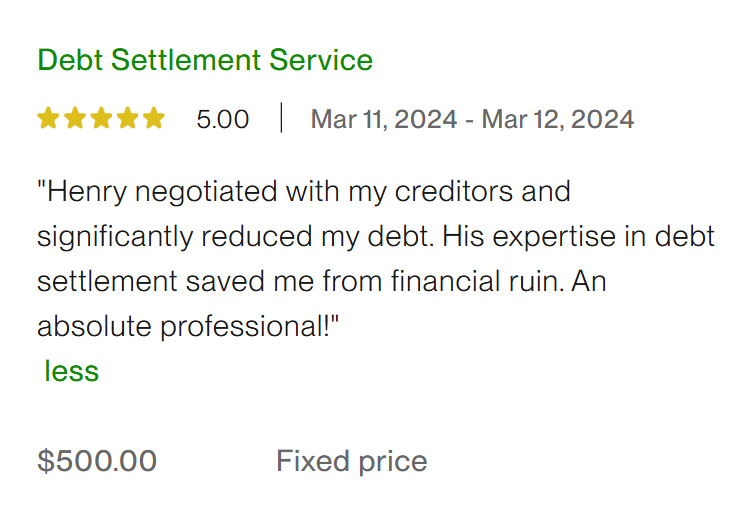 Debt Settlement Service
5.00 | Mar 11, 2024 - Mar 12, 2024
"Henry negotiated with my creditors and
significantly reduced my debt. His expertise in debt
settlement saved me from financial ruin. An
absolute professional!"
less
$500.00 Fixed price